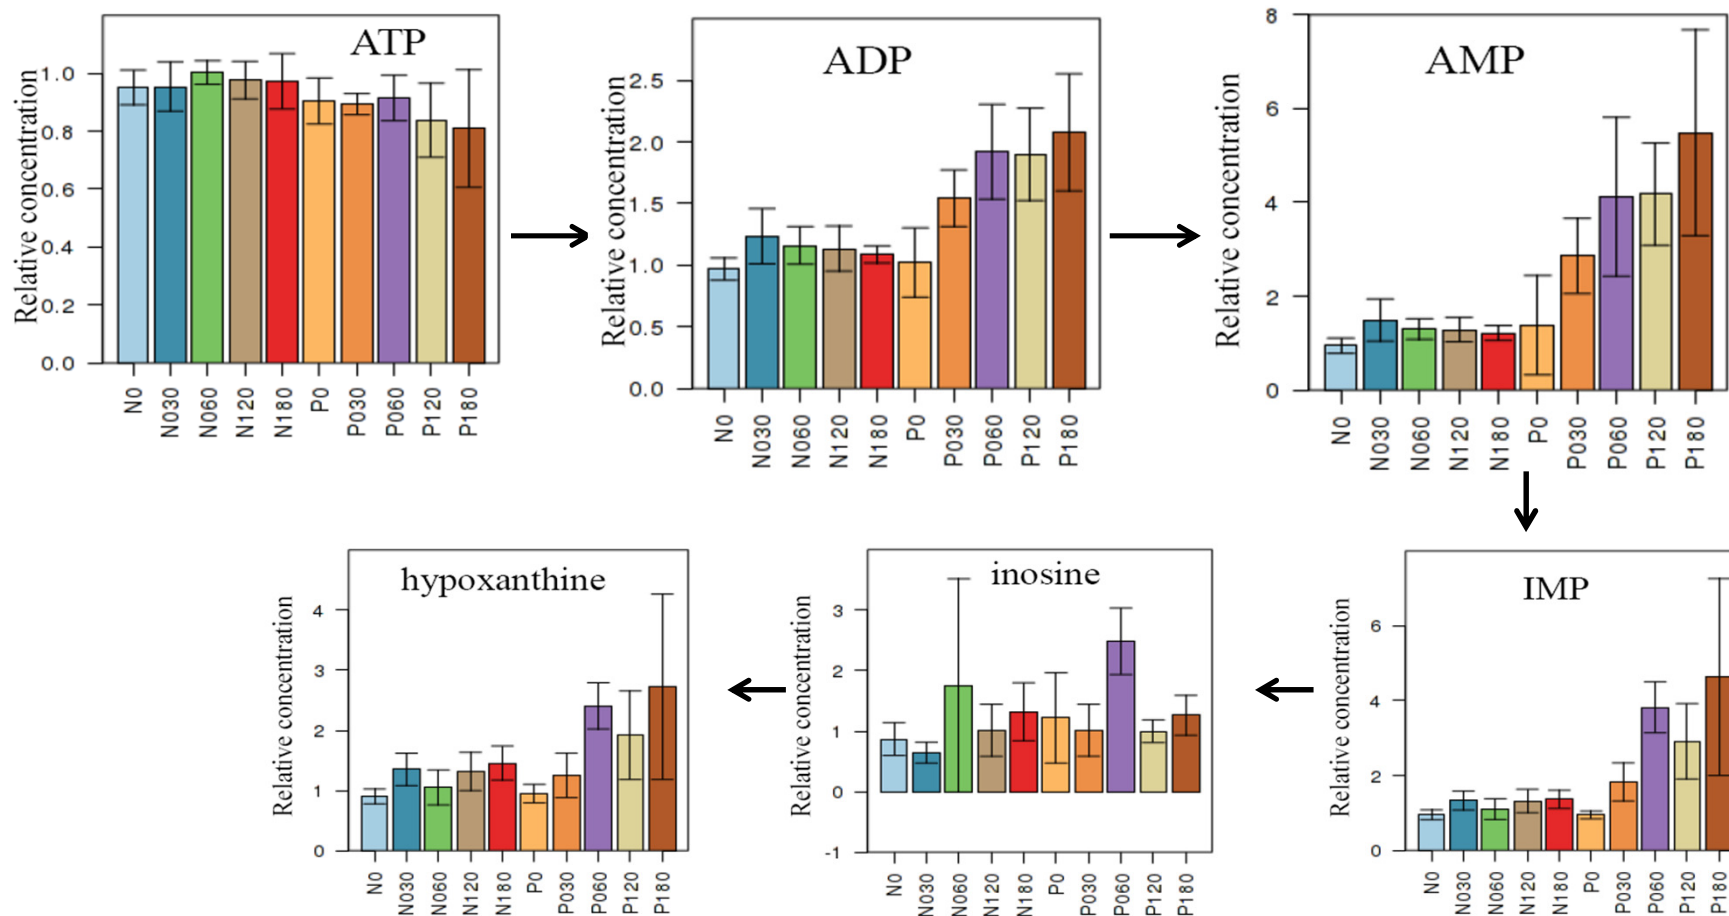 ATP
Relative concentration
1.0
0.8
0.6
0.4
0.2
0.0
N0 N030 N060 N120 N180 P0 P030 P060 P120 P180
ADP
Relative concentration
2.5
2.0
1.5
1.0
0.5
0.0
N0 N030 N060 N120 N180 P0 P030 P060 P120 P180
AMP
Relative concentration
8
6
4
2
0
N0 N030 N060 N120 N180 P0 P030 P060 P120 P180
hypoxanthine
Relative concentration
4
3
2
1
0
N0 N030 N060 N120 N180 P0 P030 P060 P120 P180
inosine
Relative concentration
3
2
1
0
-1
N0 N030 N060 N120 N180 P0 P030 P060 P120 P180
IMP
Relative concentration
6
4
2
0
N0 N030 N060 N120 N180 P0 P030 P060 P120 P180